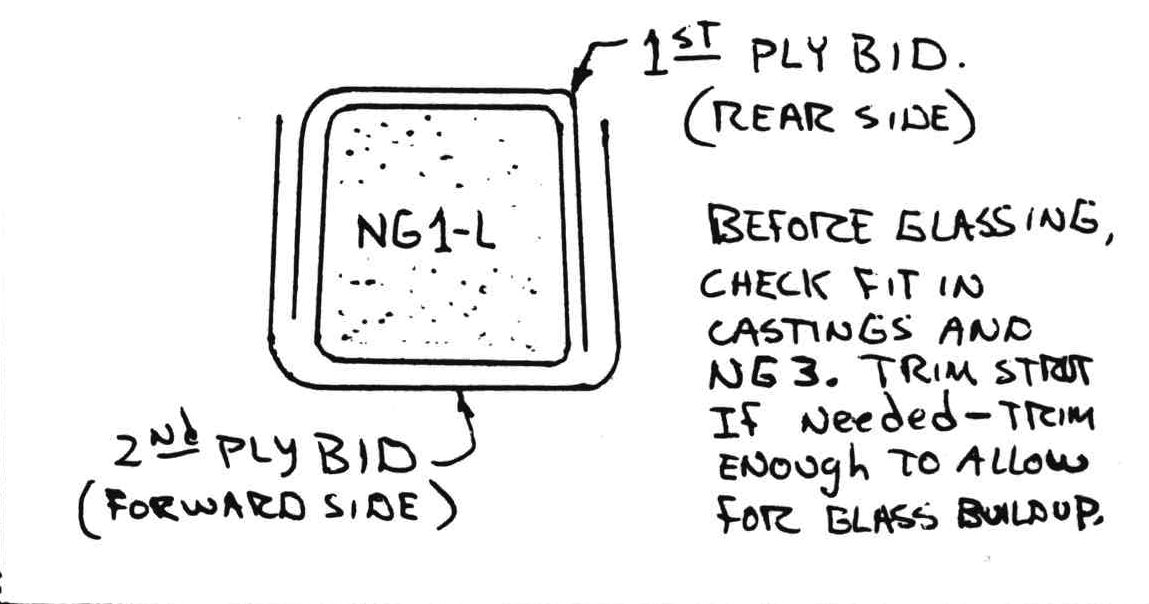 1ST PLY BID.
(REAR SIDE)
NG1-L
BEFORE GLASSING,
CHECK FIT IN
CASTINGS AND
NG3. TRIM STRUT
IF NEEDED-TRIM
ENOUGH TO ALLOW
FOR GLASS BUILDUP.
2Nd PLY BID
(FORWARD SIDE)